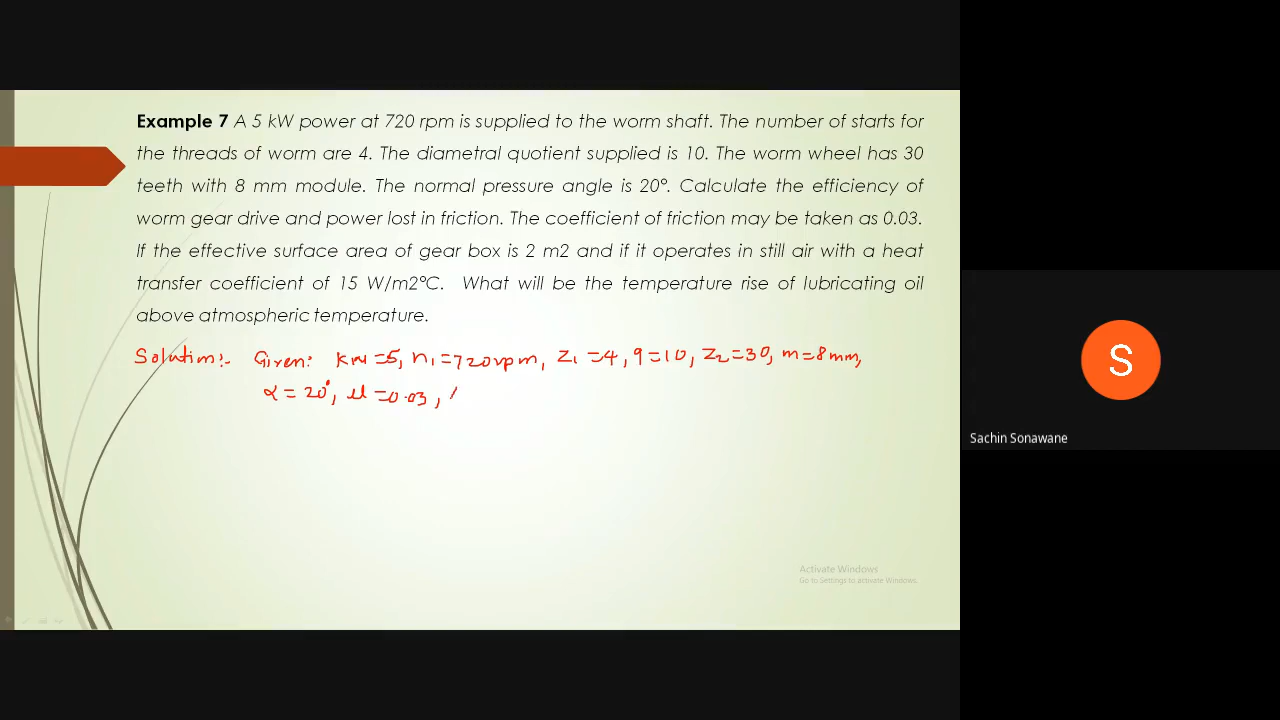 Example 7 A 5 kW power at 720 rpm is supplied to the worm shaft. The number of starts for
the threads of worm are 4. The diametral quotient supplied is 10. The worm wheel has 30
teeth with 8 mm module. The normal pressure angle is 20°. Calculate the efficiency of
worm gear drive and power lost in friction. The coefficient of friction may be taken as 0.03.
If the effective surface area of gear box is 2 m2 and if it operates in still air with a heat
transfer coefficient of 15 W/m2°C. What will be the temperature rise of lubricating oil
above atmospheric temperature.
Solution:- Given: kW = 5, n₁ = 720 rpm, z₁ = 4, q = 10, z₂ = 30, m = 8 mm,
α = 20°, μ = 0.03,
S
Sachin Sonawane
Activate Windows
Go to Settings to activate Windows.